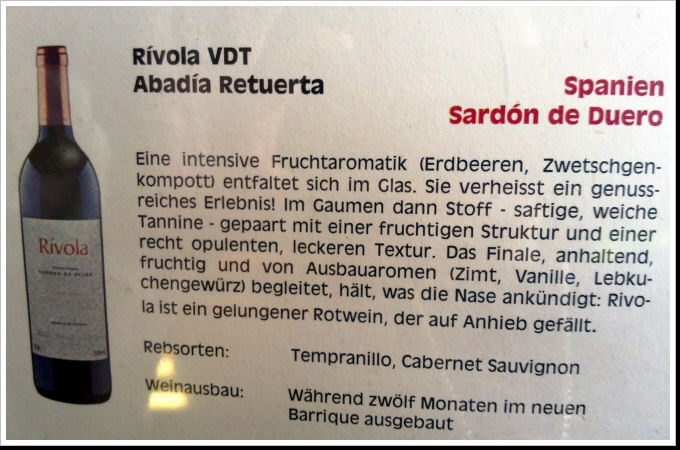 Rívola VDT
Abadía Retuerta
Spanien
Sardón de Duero
Eine intensive Fruchtaromatik (Erdbeeren, Zwetschgen-
kompott) entfaltet sich im Glas. Sie verheisst ein genuss-
reiches Erlebnis! Im Gaumen dann Stoff - saftige, weiche
Tannine - gepaart mit einer fruchtigen Struktur und einer
recht opulenten, leckeren Textur. Das Finale, anhaltend,
fruchtig und von Ausbauaromen (Zimt, Vanille, Lebku-
chengewürz) begleitet, hält, was die Nase ankündigt: Rivo-
la ist ein gelungener Rotwein, der auf Anhieb gefällt.
Rebsorten: Tempranillo, Cabernet Sauvignon
Weinausbau: Während zwölf Monaten im neuen
Barrique ausgebaut
Rívola
SARDON DE DUERO